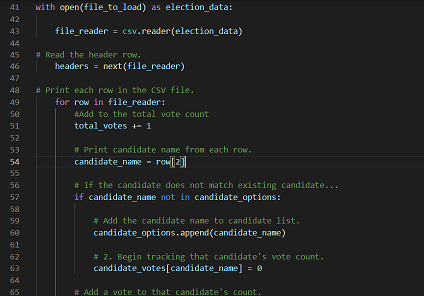 41 with open(file_to_load) as election_data:
42
43     file_reader = csv.reader(election_data)
44
45 # Read the header row.
46     headers = next(file_reader)
47
48 # Print each row in the CSV file.
49     for row in file_reader:
50         #Add to the total vote count
51         total_votes += 1
52
53         # Print candidate name from each row.
54         candidate_name = row[2]
55
56         # If the candidate does not match existing candidate...
57         if candidate_name not in candidate_options:
58
59             # Add the candidate name to candidate list.
60             candidate_options.append(candidate_name)
61
62             # 2. Begin tracking that candidate's vote count.
63             candidate_votes[candidate_name] = 0
64
65         # Add a vote to that candidate's count.